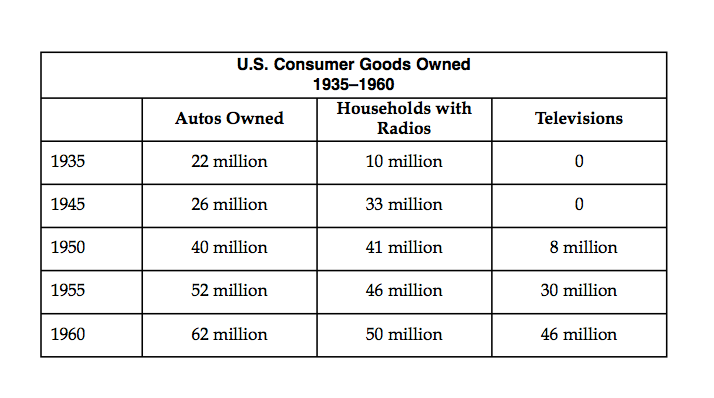 U.S. Consumer Goods Owned
1935–1960
Autos Owned
Households with
Radios
Televisions
1935 22 million 10 million 0
1945 26 million 33 million 0
1950 40 million 41 million 8 million
1955 52 million 46 million 30 million
1960 62 million 50 million 46 million